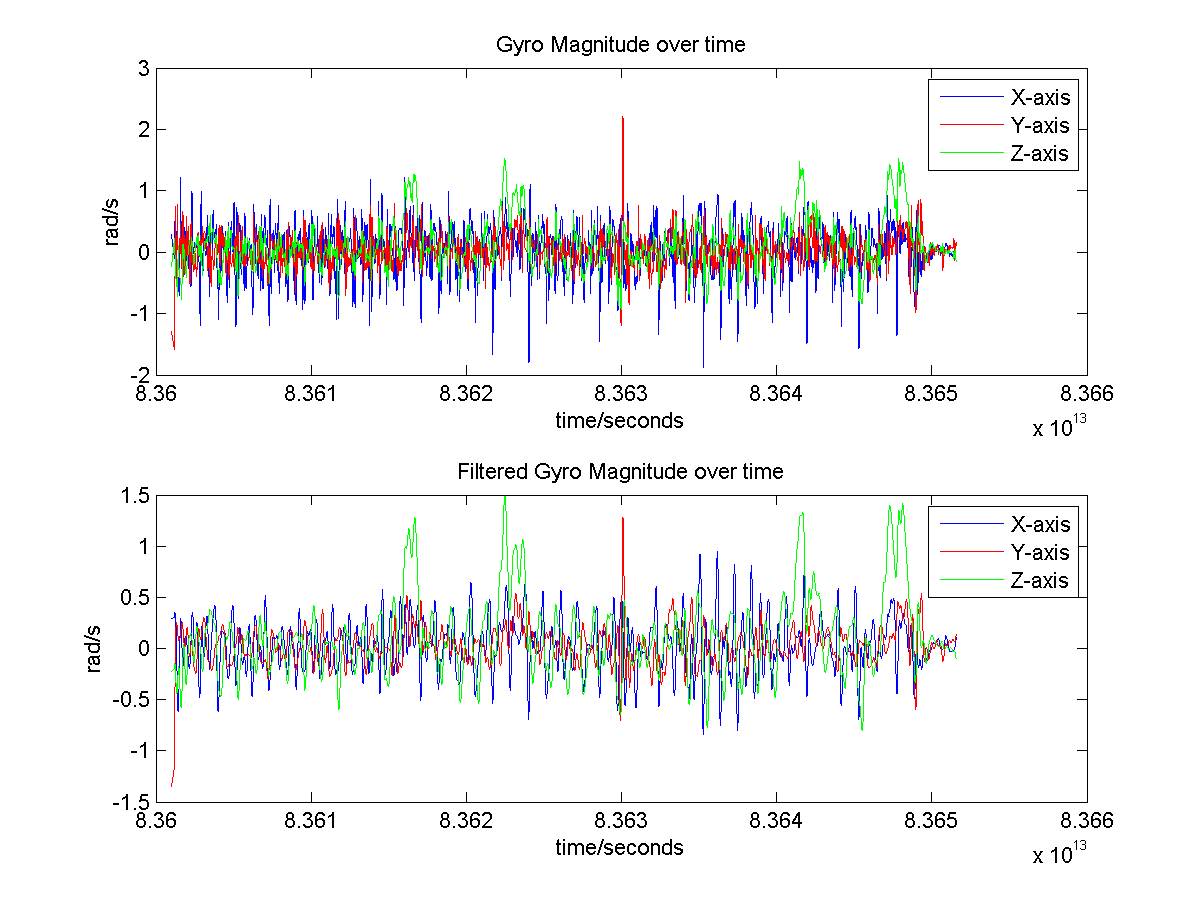 Gyro Magnitude over time
3
2
1
0
-1
-2
rad/s
X-axis
Y-axis
Z-axis
8.36 8.361 8.362 8.363 8.364 8.365 8.366
time/seconds
x 10^13
Filtered Gyro Magnitude over time
1.5
1
0.5
0
-0.5
-1
-1.5
rad/s
X-axis
Y-axis
Z-axis
8.36 8.361 8.362 8.363 8.364 8.365 8.366
time/seconds
x 10^13